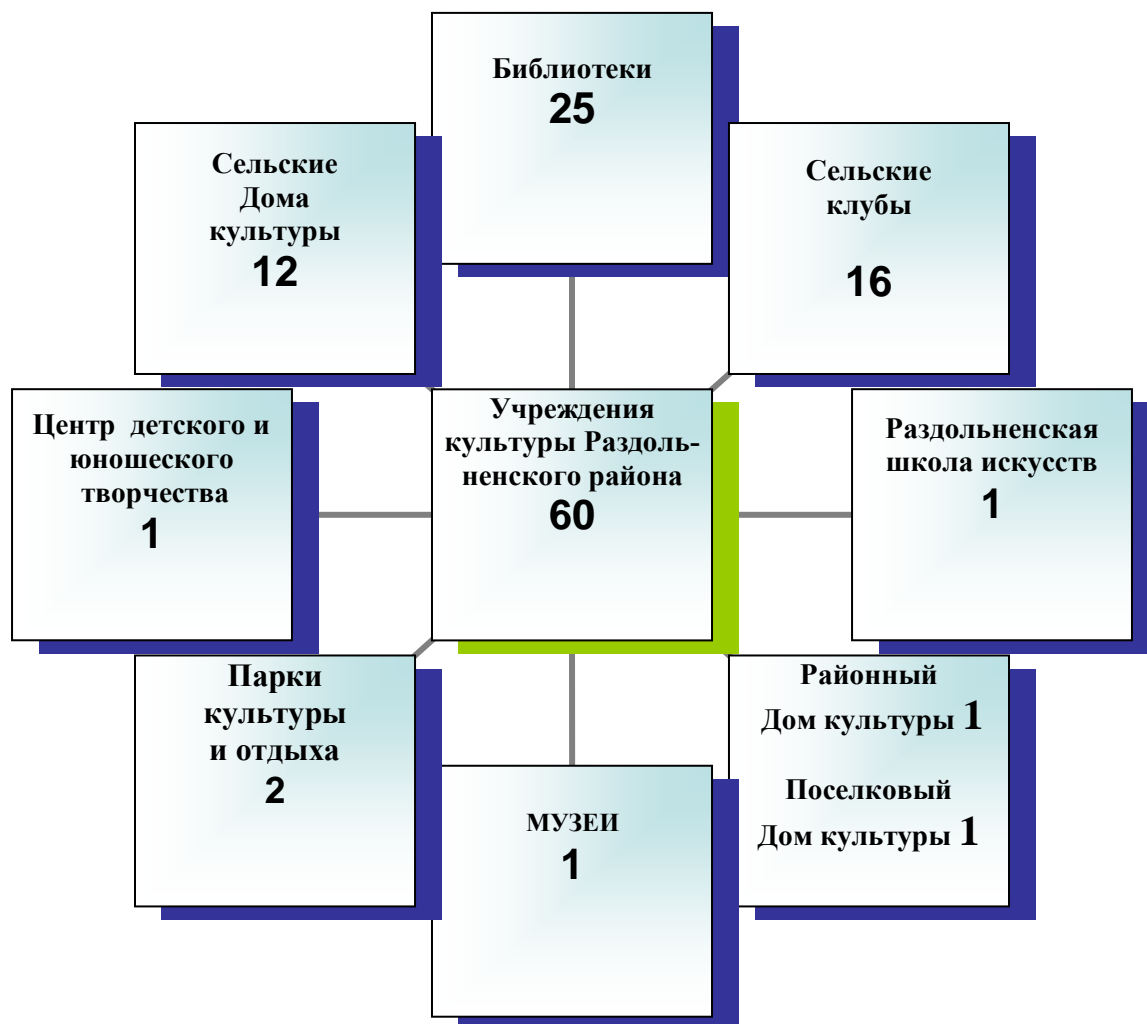 Библиотеки
25
Сельские
Дома
культуры
12
Сельские
клубы
16
Центр детского и
юношеского
творчества
1
Учреждения
культуры Раздоль-
ненского района
60
Раздольненская
школа искусств
1
Парки
культуры
и отдыха
2
МУЗЕИ
1
Районный
Дом культуры 1
Поселковый
Дом культуры 1